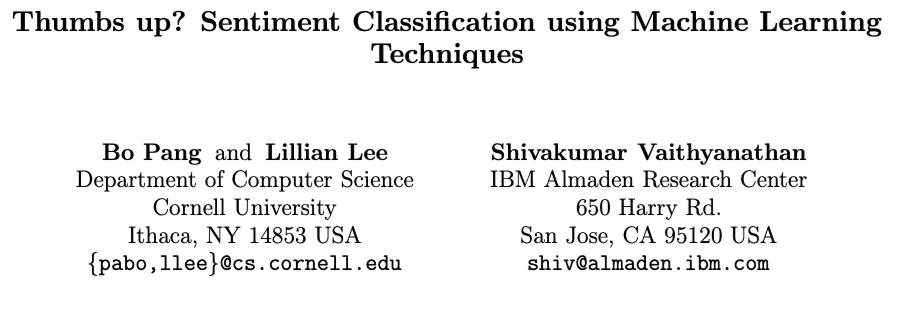 Thumbs up? Sentiment Classification using Machine Learning
Techniques
Bo Pang and Lillian Lee
Department of Computer Science
Cornell University
Ithaca, NY 14853 USA
{pabo,llee}@cs.cornell.edu
Shivakumar Vaithyanathan
IBM Almaden Research Center
650 Harry Rd.
San Jose, CA 95120 USA
shiv@almaden.ibm.com